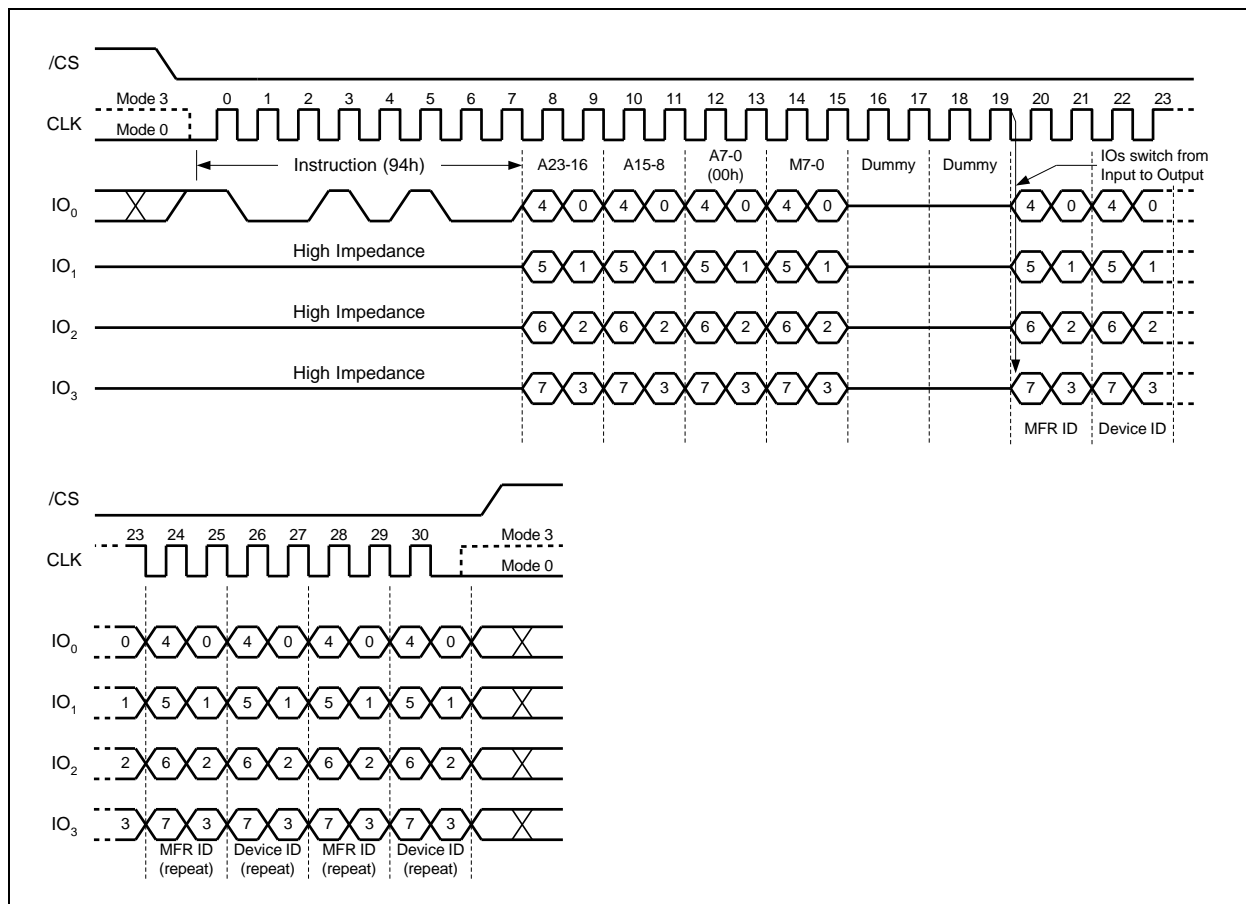 /CS
Mode 3 0 1 2 3 4 5 6 7 8 9 10 11 12 13 14 15 16 17 18 19 20 21 22 23
CLK
Mode 0
Instruction (94h) A23-16 A15-8 A7-0 (00h) M7-0 Dummy Dummy
IOs switch from
Input to Output
IO0 4 0 4 0 4 0 4 0 4 0 4 0
High Impedance
IO1 5 1 5 1 5 1 5 1 5 1 5 1
High Impedance
IO2 6 2 6 2 6 2 6 2 6 2 6 2
High Impedance
IO3 7 3 7 3 7 3 7 3 7 3 7 3
MFR ID Device ID
/CS
23 24 25 26 27 28 29 30 Mode 3
CLK
Mode 0
IO0 0 4 0 4 0 4 0 4 0
IO1 1 5 1 5 1 5 1 5 1
IO2 2 6 2 6 2 6 2 6 2
IO3 3 7 3 7 3 7 3 7 3
MFR ID Device ID MFR ID Device ID
(repeat) (repeat) (repeat) (repeat)